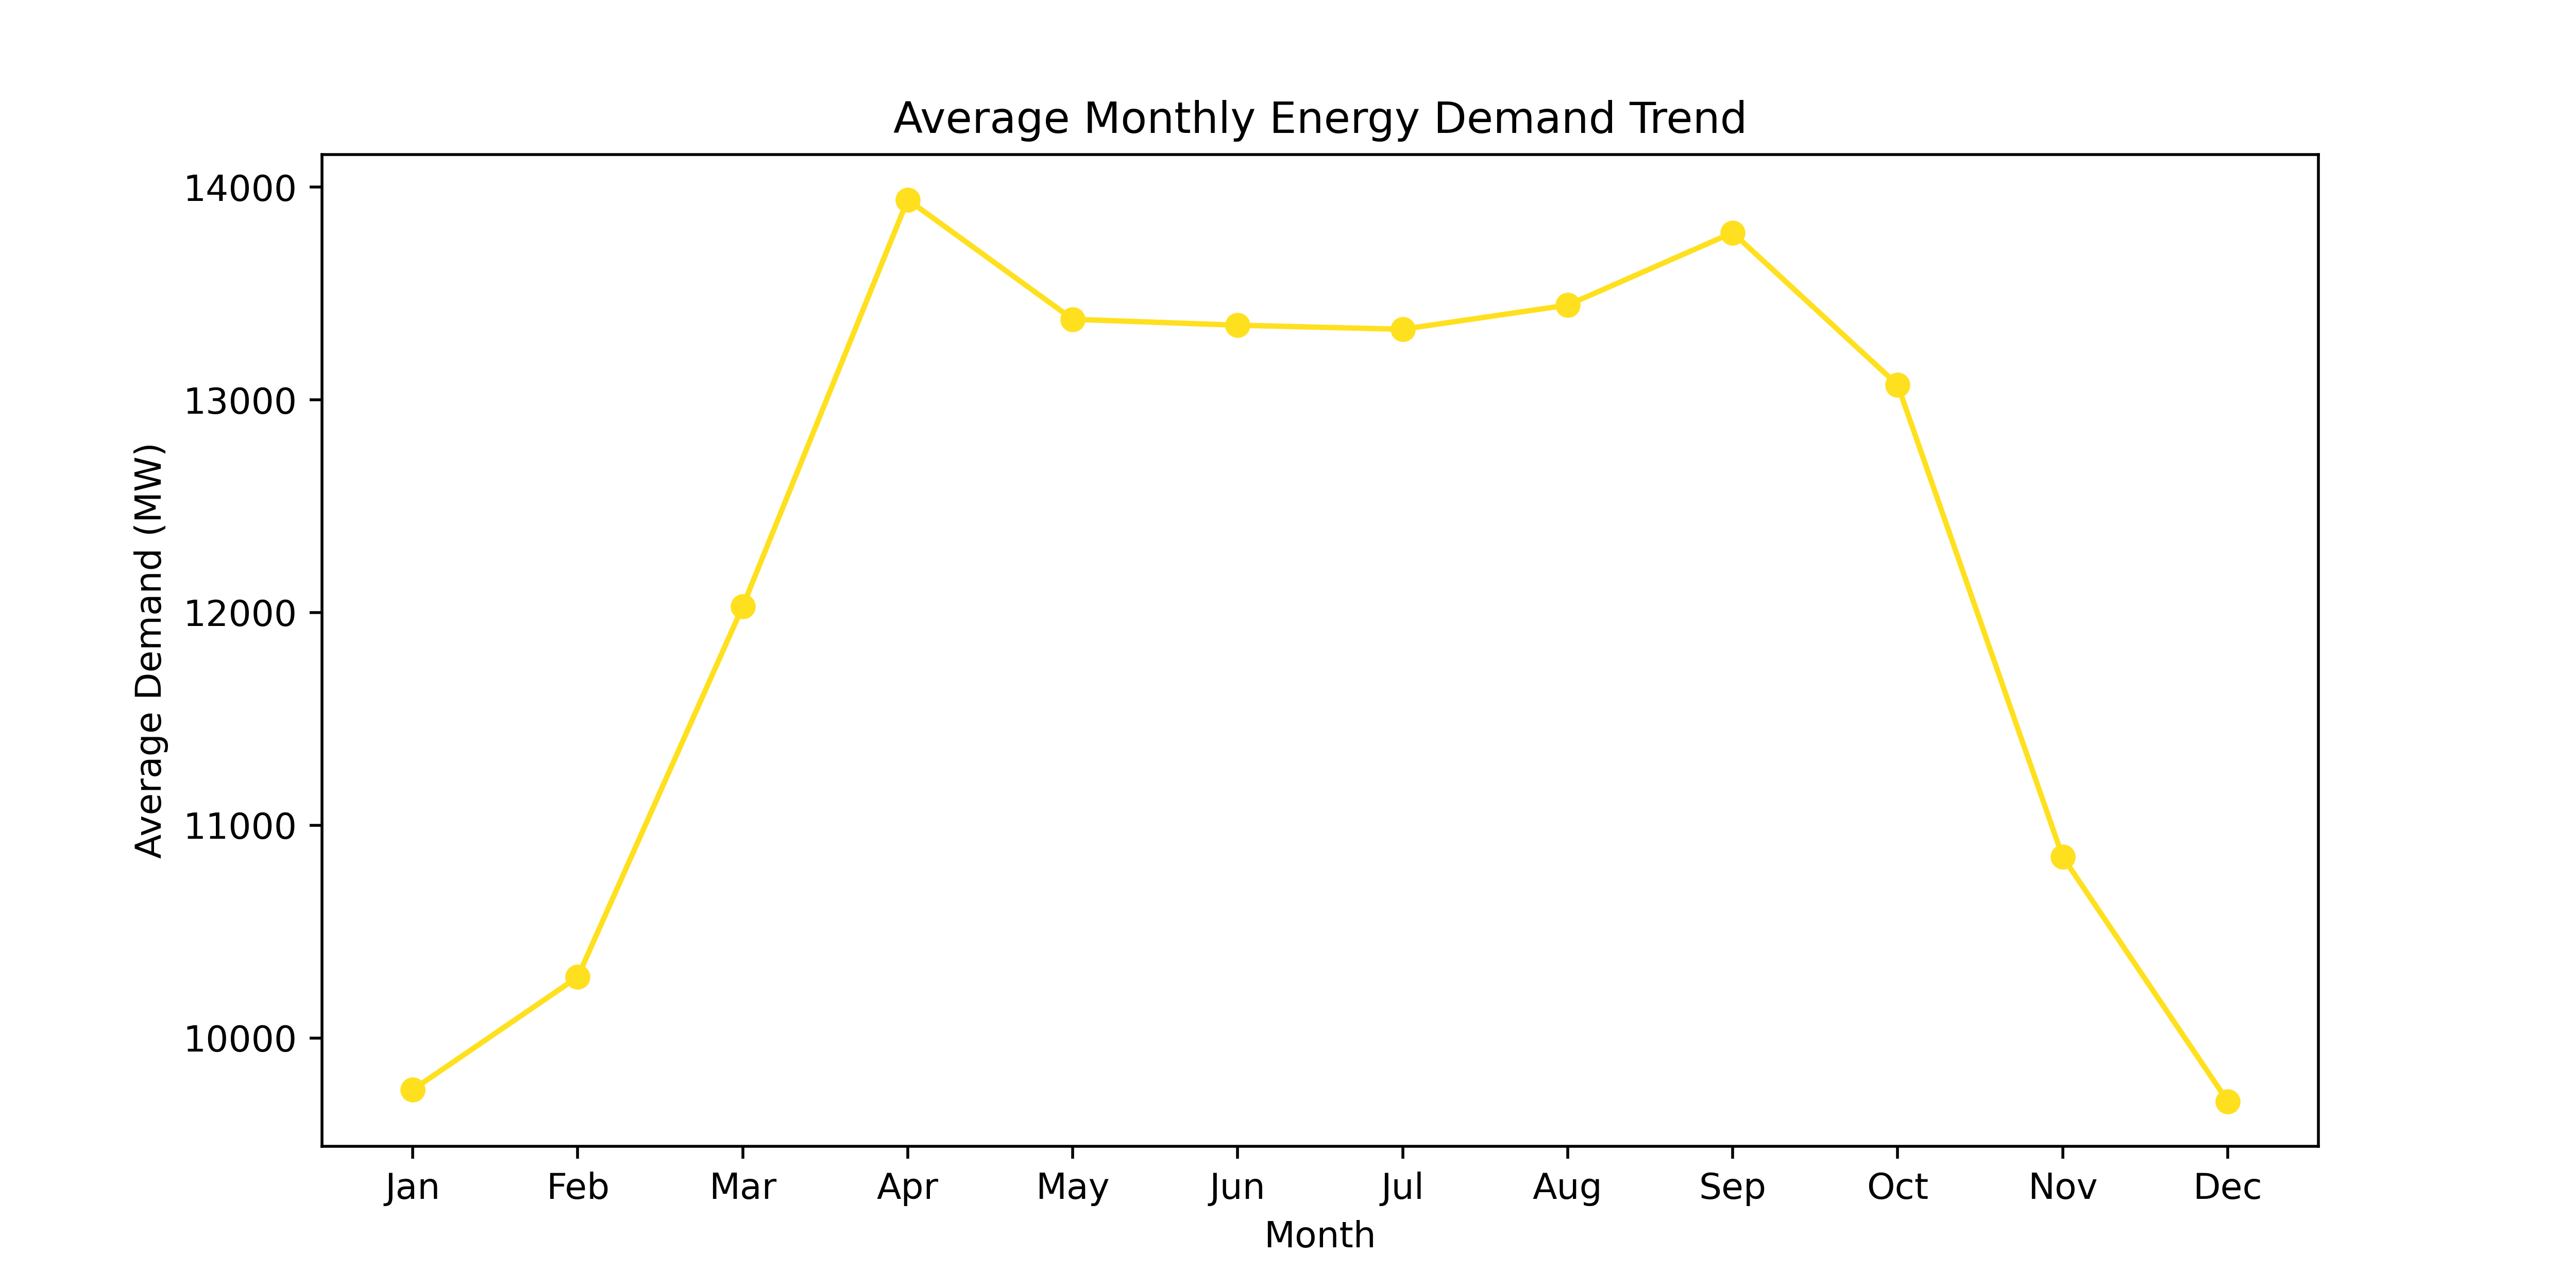 Average Monthly Energy Demand Trend
14000
13000
12000
11000
10000
Average Demand (MW)
Jan Feb Mar Apr May Jun Jul Aug Sep Oct Nov Dec
Month